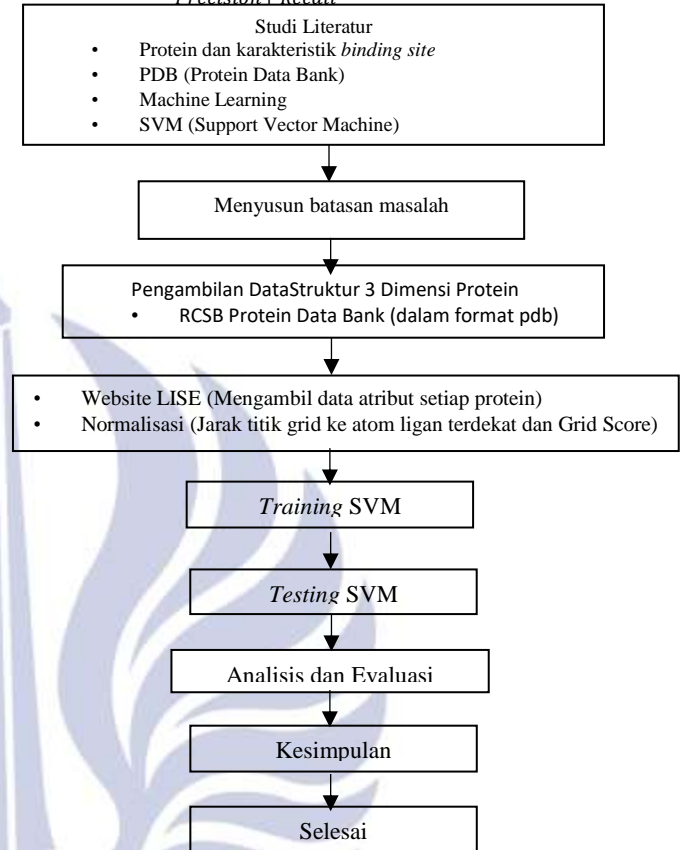 Precision+Recall
Studi Literatur
• Protein dan karakteristik binding site
• PDB (Protein Data Bank)
• Machine Learning
• SVM (Support Vector Machine)
Menyusun batasan masalah
Pengambilan DataStruktur 3 Dimensi Protein
• RCSB Protein Data Bank (dalam format pdb)
• Website LISE (Mengambil data atribut setiap protein)
• Normalisasi (Jarak titik grid ke atom ligan terdekat dan Grid Score)
Training SVM
Testing SVM
Analisis dan Evaluasi
Kesimpulan
Selesai